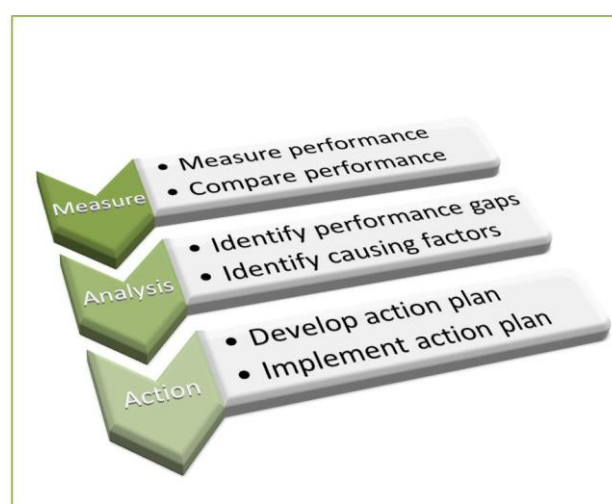 Measure
• Measure performance
• Compare performance
Analysis
• Identify performance gaps
• Identify causing factors
Action
• Develop action plan
• Implement action plan